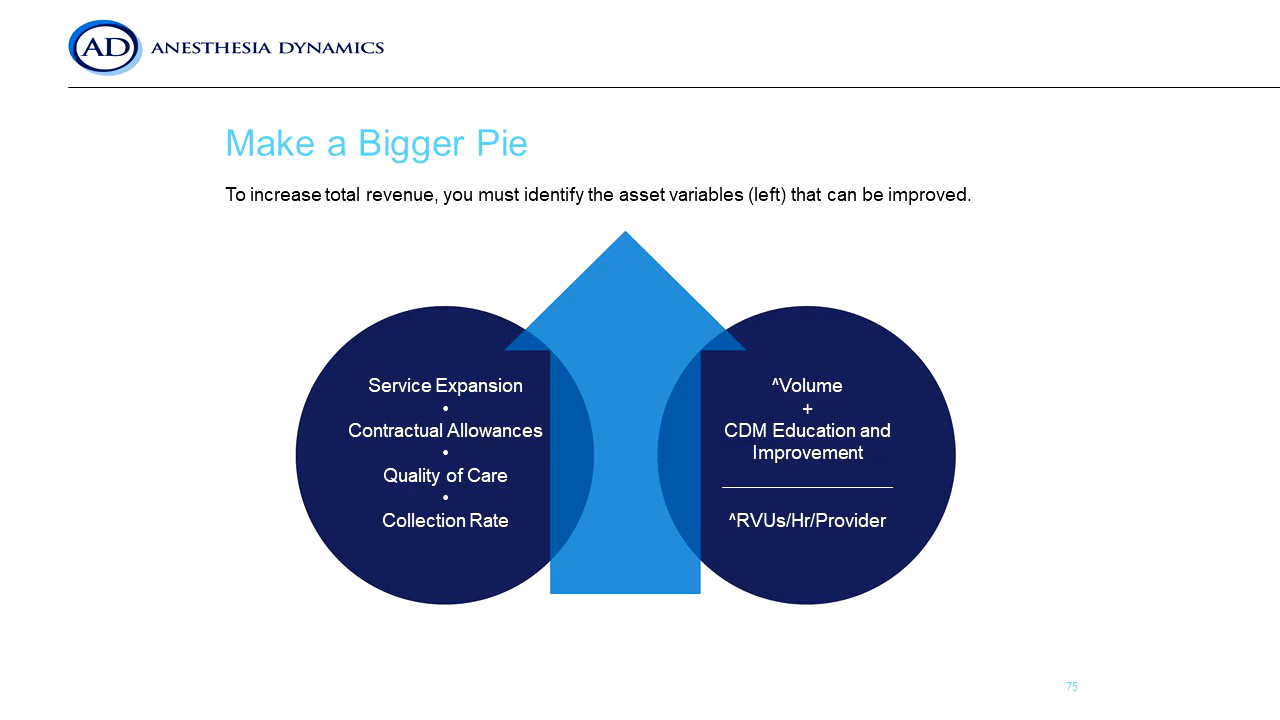 AD ANESTHESIA DYNAMICS
Make a Bigger Pie
To increase total revenue, you must identify the asset variables (left) that can be improved.
Service Expansion
•
Contractual Allowances
•
Quality of Care
•
Collection Rate
^Volume
+
CDM Education and
Improvement
^RVUs/Hr/Provider
75